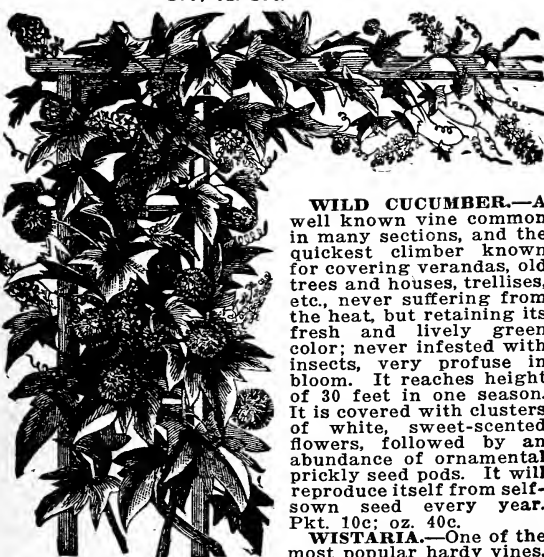 WILD CUCUMBER.—A
well known vine common
in many sections, and the
quickest climber known
for covering verandas, old
trees and houses, trellises,
etc., never suffering from
the heat, but retaining its
fresh and lively green
color; never infested with
insects, very profuse in
bloom. It reaches height
of 30 feet in one season.
It is covered with clusters
of white, sweet-scented
flowers, followed by an
abundance of ornamental
prickly seed pods. It will
reproduce itself from self-
sown seed every year.
Pkt. 10c; oz. 40c.
WISTARIA.—One of the
most popular hardy vines,